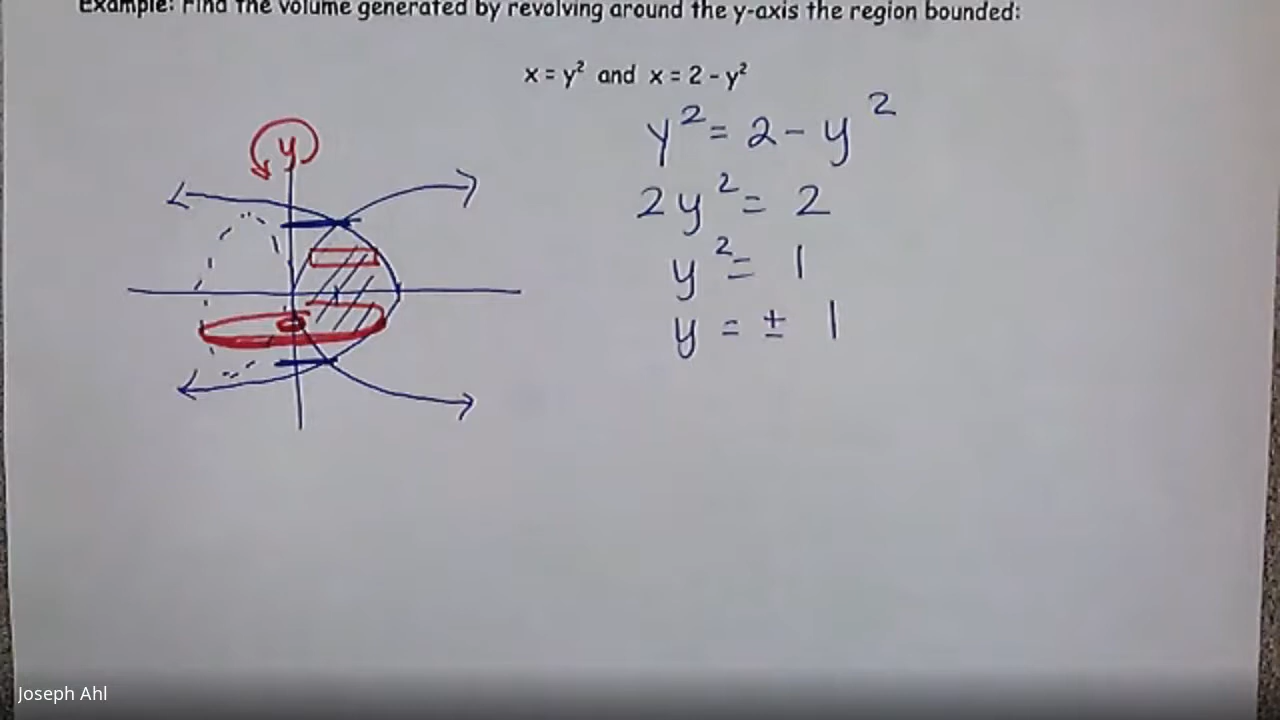 Example: Find the volume generated by revolving around the y-axis the region bounded:
x = y² and x = 2 - y²
y
y² = 2 - y²
2y² = 2
y² = 1
y = ± 1
Joseph Ahl